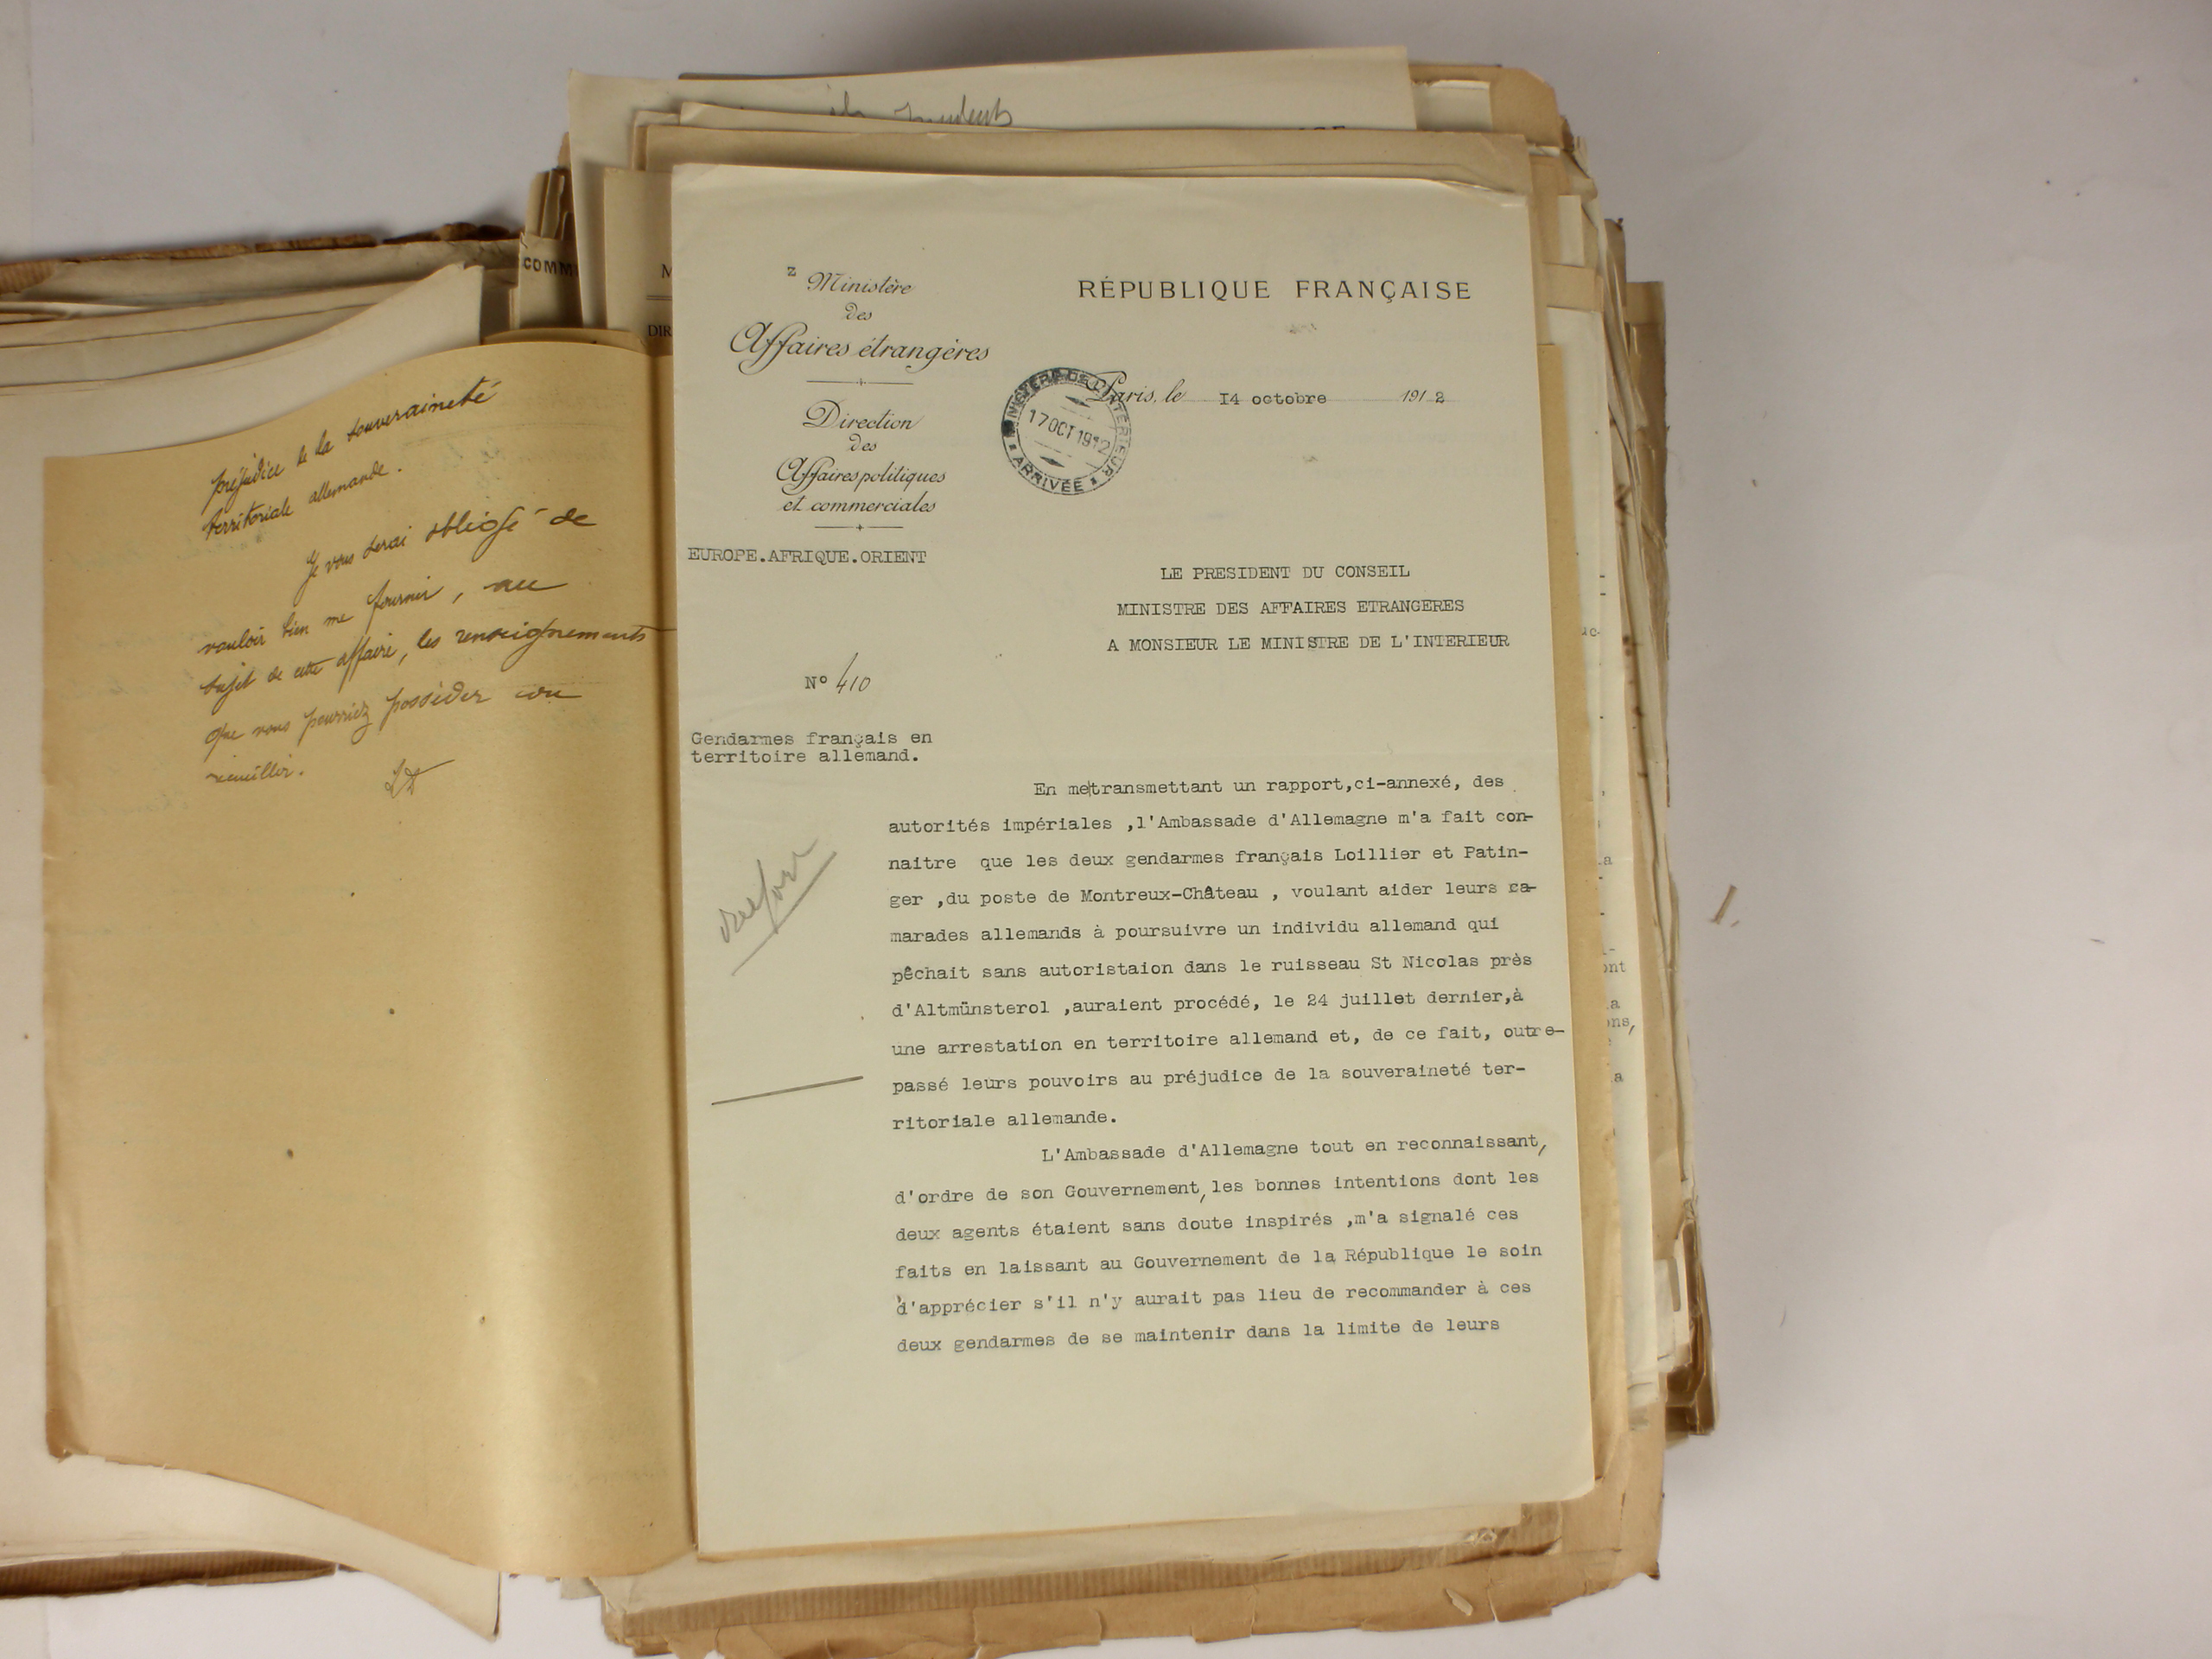 préjudice de la souveraineté
territoriale allemande.
Je vous serai obligé de
vouloir bien me fournir, au
sujet de cette affaire, les renseignements
que vous pourriez posséder ou
recueillir.
COMM
M
DIR
z
Ministère
des
Affaires étrangères
Direction
des
Affaires politiques
et commerciales
EUROPE.AFRIQUE.ORIENT
RÉPUBLIQUE FRANÇAISE
Paris, le I4 octobre 1912
MINISTERE DE L'INTERIEUR
17 OCT 1912
ARRIVÉE
LE PRESIDENT DU CONSEIL
MINISTRE DES AFFAIRES ETRANGERES
A MONSIEUR LE MINISTRE DE L'INTERIEUR
N° 410
Gendarmes français en
territoire allemand.
En me transmettant un rapport,ci-annexé, des
autorités impériales ,l'Ambassade d'Allemagne m'a fait con-
naitre que les deux gendarmes français Loillier et Patin-
ger ,du poste de Montreux-Château , voulant aider leurs ca-
marades allemands à poursuivre un individu allemand qui
pêchait sans autoristaion dans le ruisseau St Nicolas près
d'Altmünsterol ,auraient procédé, le 24 juillet dernier,à
une arrestation en territoire allemand et, de ce fait, outre-
passé leurs pouvoirs au préjudice de la souveraineté ter-
ritoriale allemande.
L'Ambassade d'Allemagne tout en reconnaissant,
d'ordre de son Gouvernement,les bonnes intentions dont les
deux agents étaient sans doute inspirés ,m'a signalé ces
faits en laissant au Gouvernement de la République le soin
d'apprécier s'il n'y aurait pas lieu de recommander à ces
deux gendarmes de se maintenir dans la limite de leurs